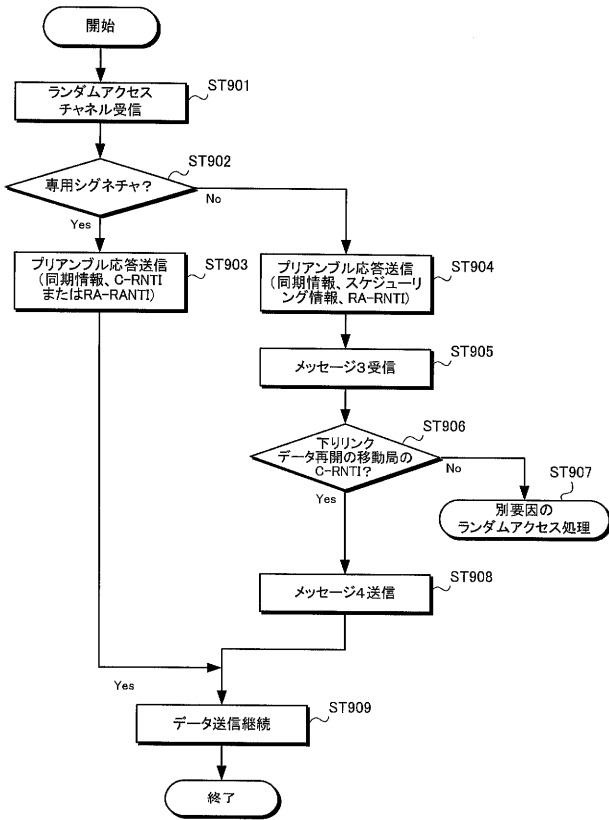 開始
ランダムアクセス
チャネル受信
ST901
専用シグネチャ?
ST902
Yes
No
プリアンブル応答送信
(同期情報、C-RNTI
またはRA-RANTI)
ST903
プリアンブル応答送信
(同期情報、スケジューリ
ング情報、RA-RNTI)
ST904
メッセージ3受信
ST905
下りリンク
データ再開の移動局の
C-RNTI?
ST906
Yes
No
ST907
別要因の
ランダムアクセス処理
メッセージ4送信
ST908
Yes
データ送信継続
ST909
終了